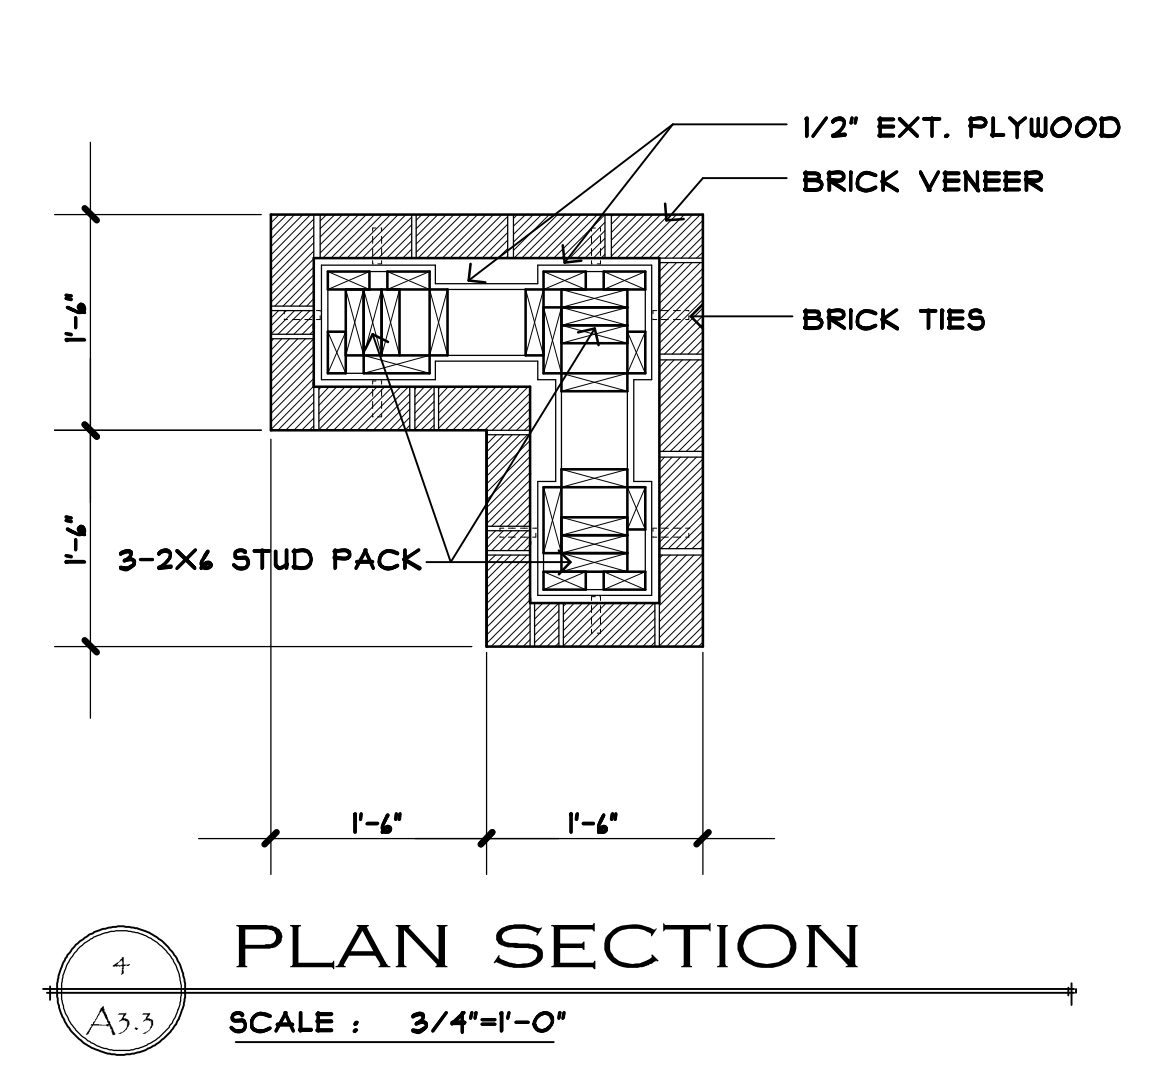 1/2" EXT. PLYWOOD
BRICK VENEER
BRICK TIES
1'-6"
1'-6"
3-2X6 STUD PACK
1'-6"
1'-6"
PLAN SECTION
4
A3.3
SCALE : 3/4"=1'-0"